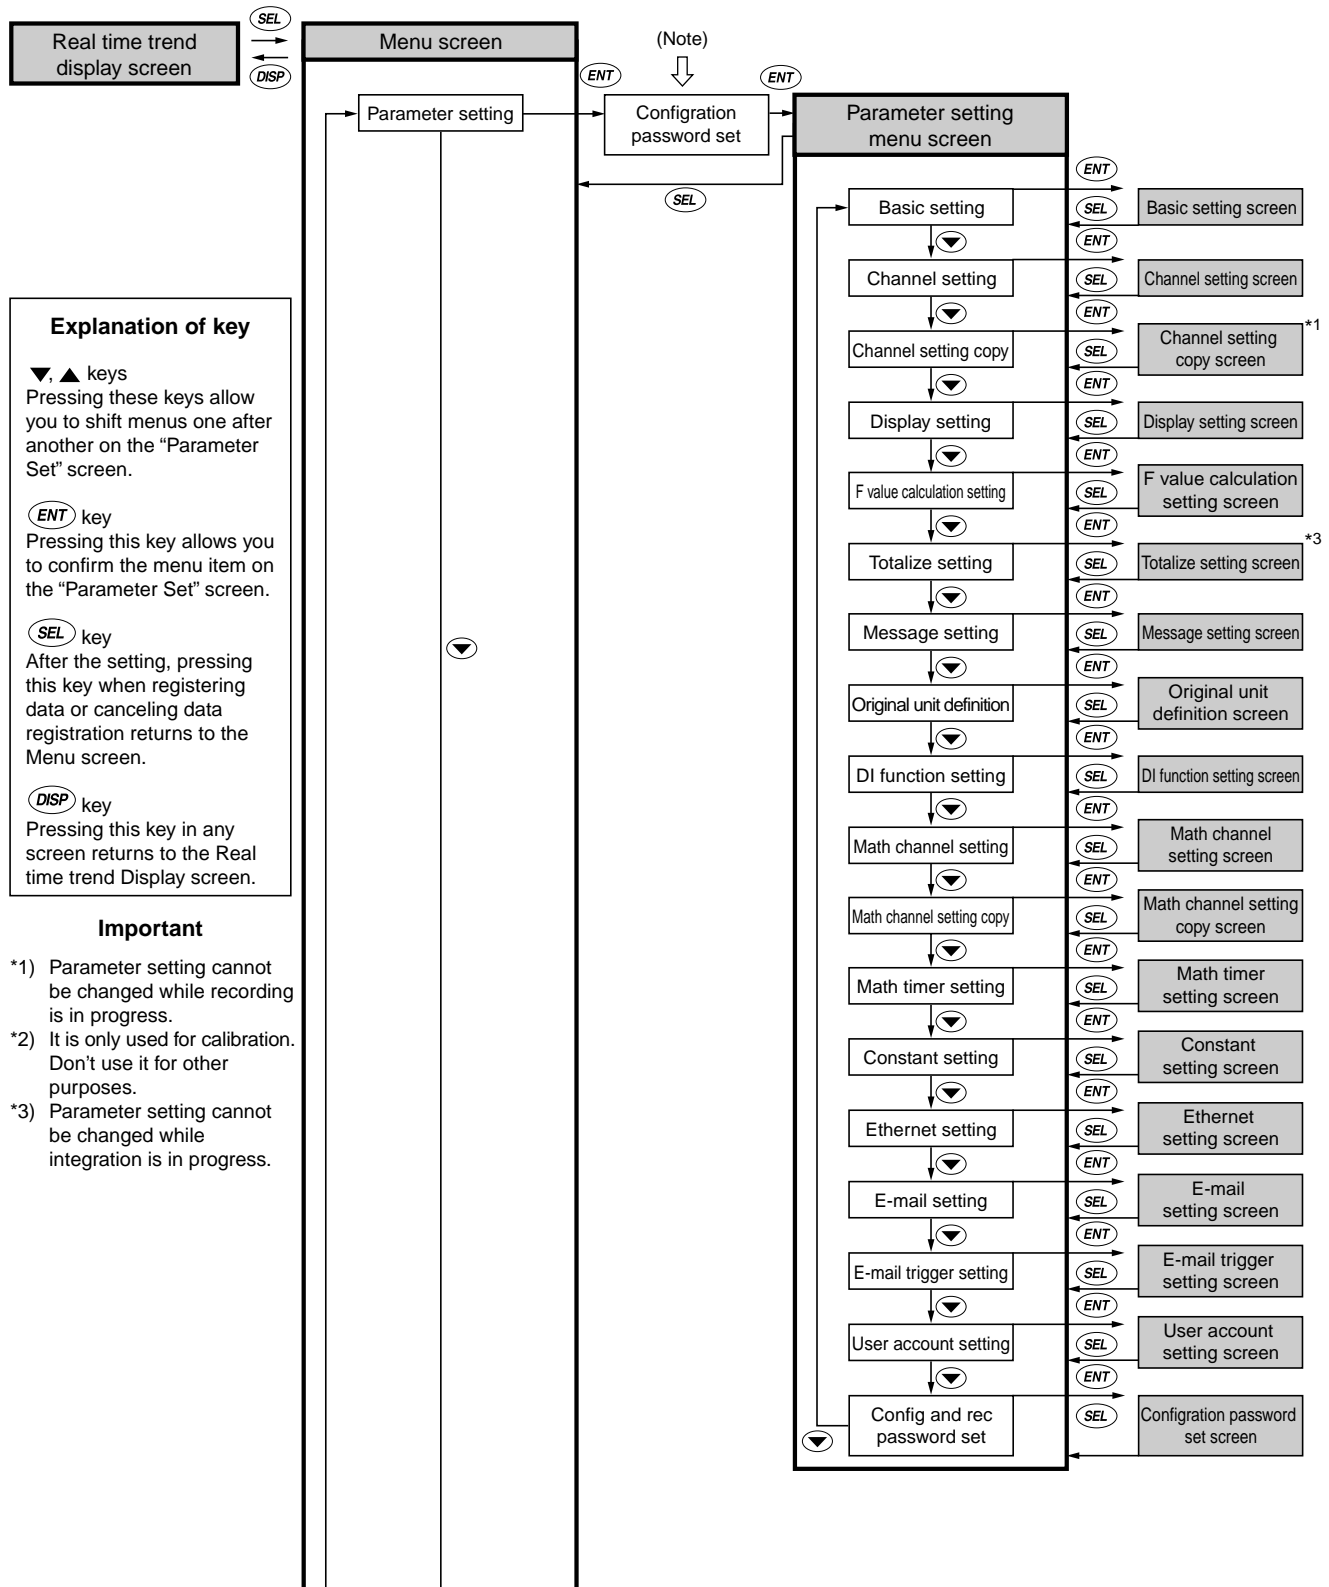 Real time trend
display screen
SEL
DISP
Menu screen
Parameter setting
ENT
(Note)
Configration
password set
ENT
SEL
Parameter setting
menu screen
Basic setting
ENT
SEL
Basic setting screen
Channel setting
ENT
SEL
Channel setting screen
Channel setting copy
ENT
SEL
Channel setting
copy screen
*1
Display setting
ENT
SEL
Display setting screen
F value calculation setting
ENT
SEL
F value calculation
setting screen
Totalize setting
ENT
SEL
Totalize setting screen
*3
Message setting
ENT
SEL
Message setting screen
Original unit definition
ENT
SEL
Original unit
definition screen
DI function setting
ENT
SEL
DI function setting screen
Math channel setting
ENT
SEL
Math channel
setting screen
Math channel setting copy
ENT
SEL
Math channel setting
copy screen
Math timer setting
ENT
SEL
Math timer
setting screen
Constant setting
ENT
SEL
Constant
setting screen
Ethernet setting
ENT
SEL
Ethernet
setting screen
E-mail setting
ENT
SEL
E-mail
setting screen
E-mail trigger setting
ENT
SEL
E-mail trigger
setting screen
User account setting
ENT
SEL
User account
setting screen
Config and rec
password set
ENT
SEL
Configration password
set screen
Explanation of key
▼, ▲ keys
Pressing these keys allow
you to shift menus one after
another on the “Parameter
Set” screen.
ENT key
Pressing this key allows you
to confirm the menu item on
the “Parameter Set” screen.
SEL key
After the setting, pressing
this key when registering
data or canceling data
registration returns to the
Menu screen.
DISP key
Pressing this key in any
screen returns to the Real
time trend Display screen.
Important
*1) Parameter setting cannot
be changed while recording
is in progress.
*2) It is only used for calibration.
Don’t use it for other
purposes.
*3) Parameter setting cannot
be changed while
integration is in progress.